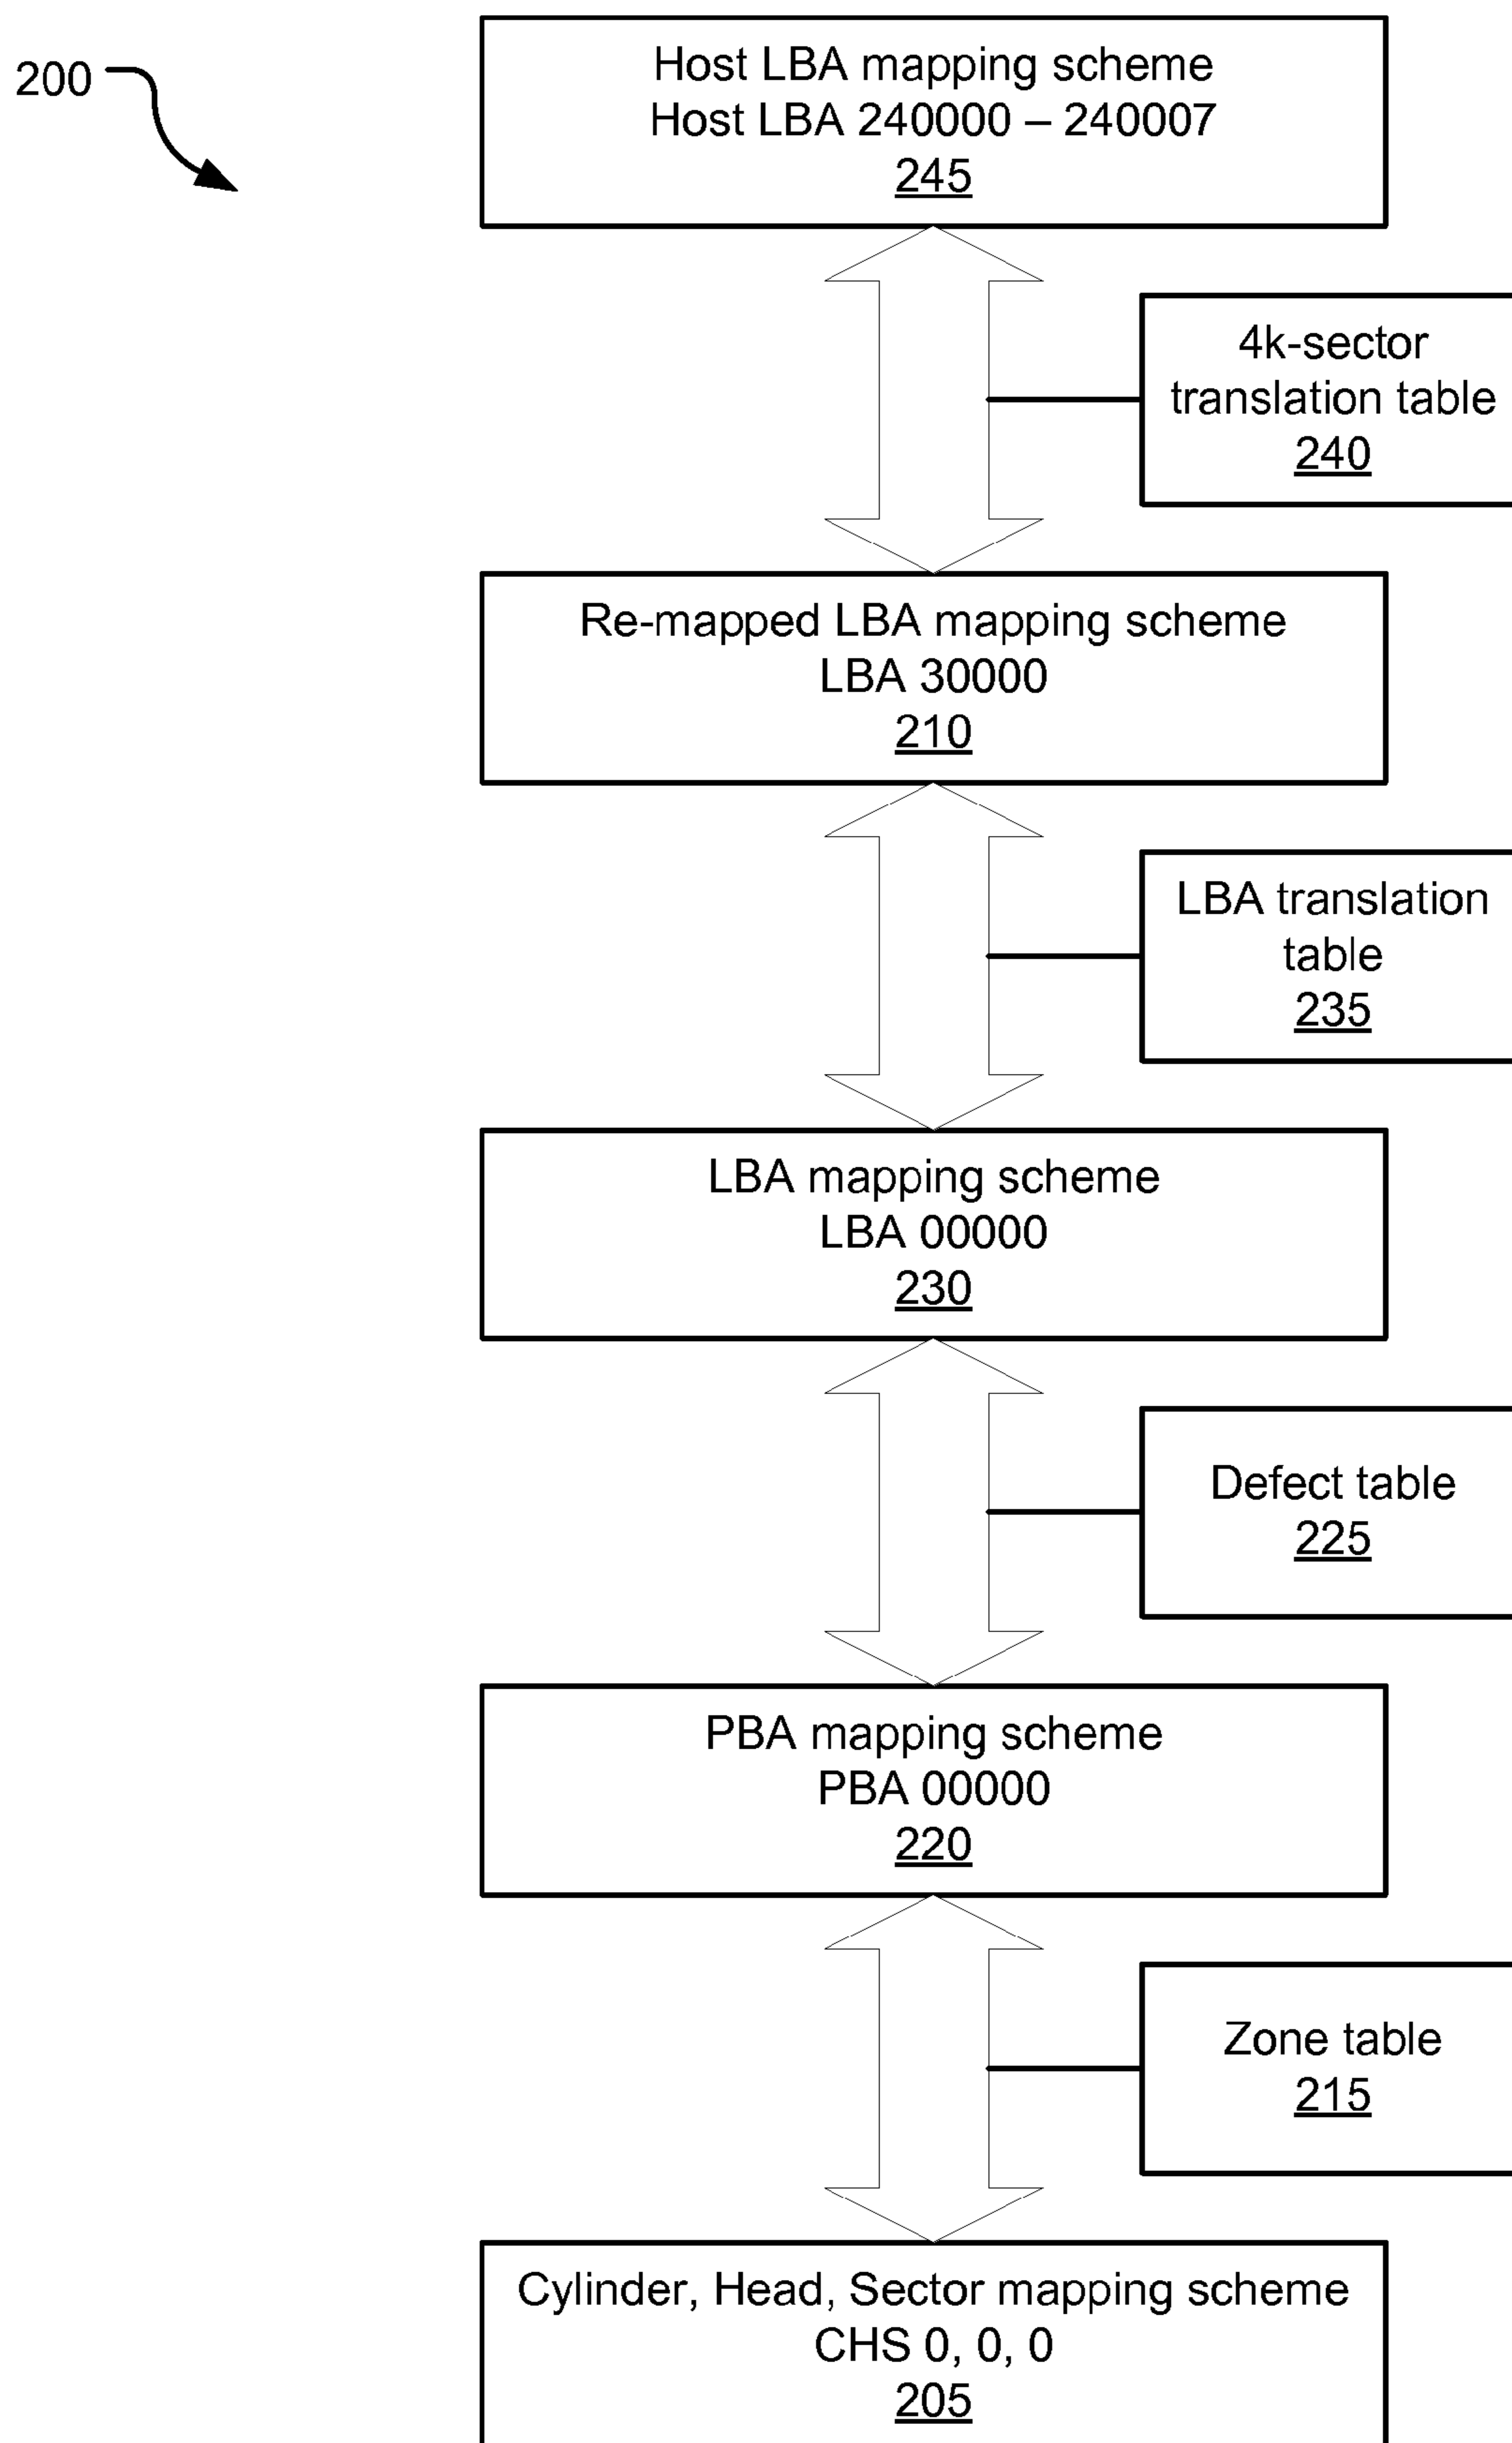 200
Host LBA mapping scheme
Host LBA 240000 – 240007
245
4k-sector
translation table
240
Re-mapped LBA mapping scheme
LBA 30000
210
LBA translation
table
235
LBA mapping scheme
LBA 00000
230
Defect table
225
PBA mapping scheme
PBA 00000
220
Zone table
215
Cylinder, Head, Sector mapping scheme
CHS 0, 0, 0
205